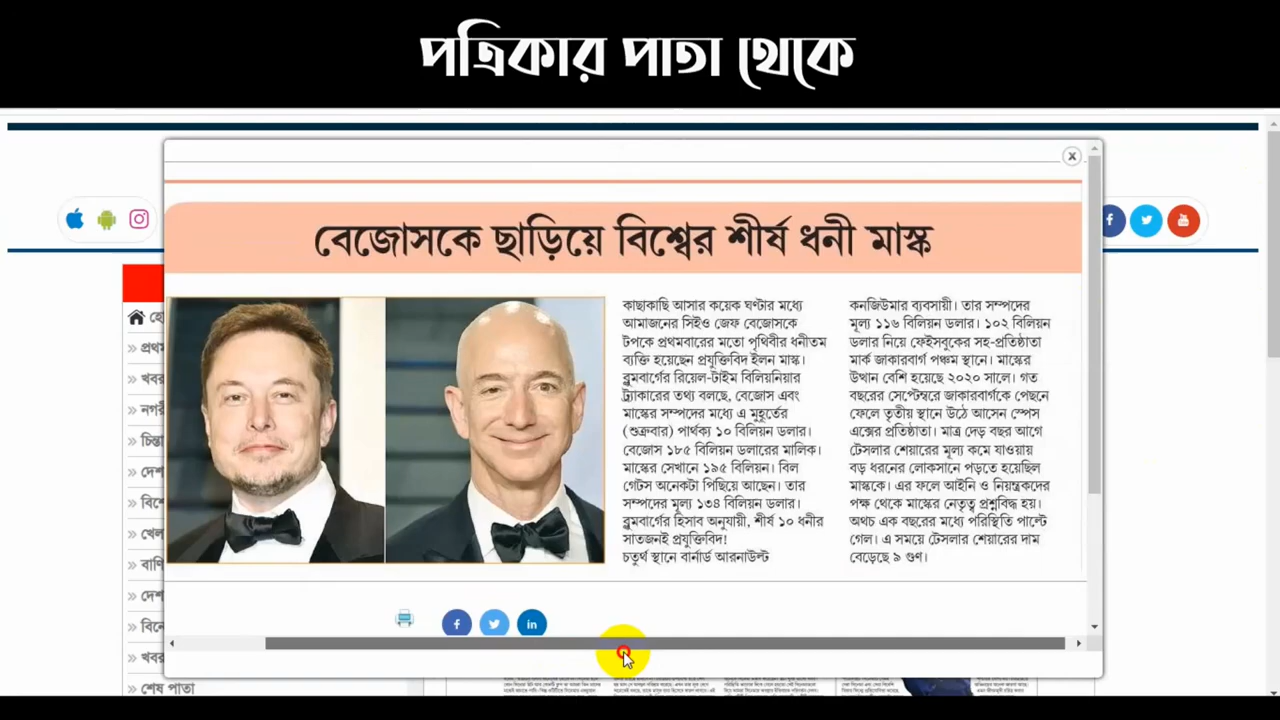 পত্রিকার পাতা থেকে
বেজোসকে ছাড়িয়ে বিশ্বের শীর্ষ ধনী মাস্ক
কাছাকাছি আসার কয়েক ঘণ্টার মধ্যে
আমাজনের সিইও জেফ বেজোসকে
টপকে প্রথমবারের মতো পৃথিবীর ধনীতম
ব্যক্তি হয়েছেন প্রযুক্তিবিদ ইলন মাস্ক।
ব্লুমবার্গের রিয়েল-টাইম বিলিয়নিয়ার
ট্র্যাকারের তথ্য বলছে, বেজোস এবং
মাস্কের সম্পদের মধ্যে এ মুহূর্তের
(শুক্রবার) পার্থক্য ১০ বিলিয়ন ডলার।
বেজোস ১৮৫ বিলিয়ন ডলারের মালিক।
মাস্কের সেখানে ১৯৫ বিলিয়ন। বিল
গেটস অনেকটা পিছিয়ে আছেন। তার
সম্পদের মূল্য ১৩৪ বিলিয়ন ডলার।
ব্লুমবার্গের হিসাব অনুযায়ী, শীর্ষ ১০ ধনীর
সাতজনই প্রযুক্তিবিদ!
চতুর্থ স্থানে বার্নার্ড আরনাউল্ট
কনজিউমার ব্যবসায়ী। তার সম্পদের
মূল্য ১১৬ বিলিয়ন ডলার। ১০২ বিলিয়ন
ডলার নিয়ে ফেইসবুকের সহ-প্রতিষ্ঠাতা
মার্ক জাকারবার্গ পঞ্চম স্থানে। মাস্কের
উত্থান বেশি হয়েছে ২০২০ সালে। গত
বছরের সেপ্টেম্বরে জাকারবার্গকে পেছনে
ফেলে তৃতীয় স্থানে উঠে আসেন স্পেস
এক্সের প্রতিষ্ঠাতা। মাত্র দেড় বছর আগে
টেসলার শেয়ারের মূল্য কমে যাওয়ায়
বড় ধরনের লোকসানে পড়তে হয়েছিল
মাস্ককে। এর ফলে আইনি ও নিয়ন্ত্রকদের
পক্ষ থেকে মাস্কের নেতৃত্ব প্রশ্নবিদ্ধ হয়।
অথচ এক বছরের মধ্যে পরিস্থিতি পাল্টে
গেল। এ সময়ে টেসলার শেয়ারের দাম
বেড়েছে ৯ গুণ।
শেষ পাতা